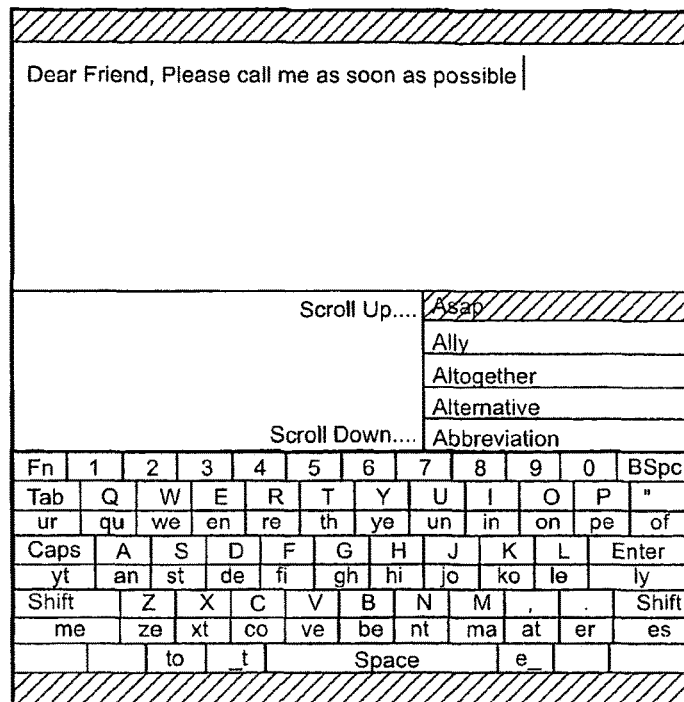 Dear Friend, Please call me as soon as possible
Scroll Up.... Asap
Ally
Altogether
Alternative
Scroll Down.... Abbreviation
Fn 1 2 3 4 5 6 7 8 9 0 BSpc
Tab Q W E R T Y U I O P "
ur qu we en re th ye un in on pe of
Caps A S D F G H J K L Enter
yt an st de fi gh hi jo ko le ly
Shift Z X C V B N M , . Shift
me ze xt co ve be nt ma at er es
to _t Space e_